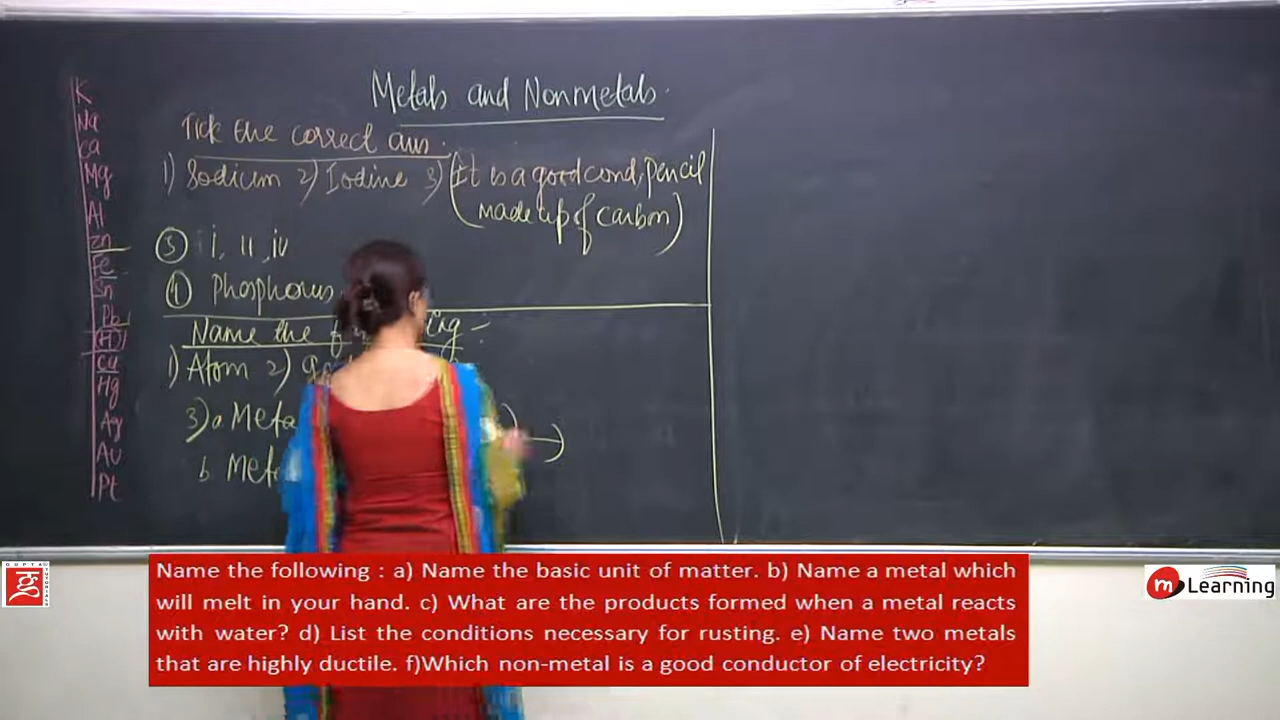 Metals and Nonmetals.
K
Na
Ca
Mg
Al
Zn
Fe
Sn
Pb
(H)
Cu
Hg
Ag
Au
Pt
Tick the correct ans.
1) Sodium 2) Iodine 3) (It is a good cond, pencil
made up of carbon)
5 i, ii, iv
4 Phosphorus.
Name the ing :-
1) Atom 2)
3) a Meta
b Met
Name the following : a) Name the basic unit of matter. b) Name a metal which
will melt in your hand. c) What are the products formed when a metal reacts
with water? d) List the conditions necessary for rusting. e) Name two metals
that are highly ductile. f)Which non-metal is a good conductor of electricity?
GUPTA
TUTORIALS
m Learning